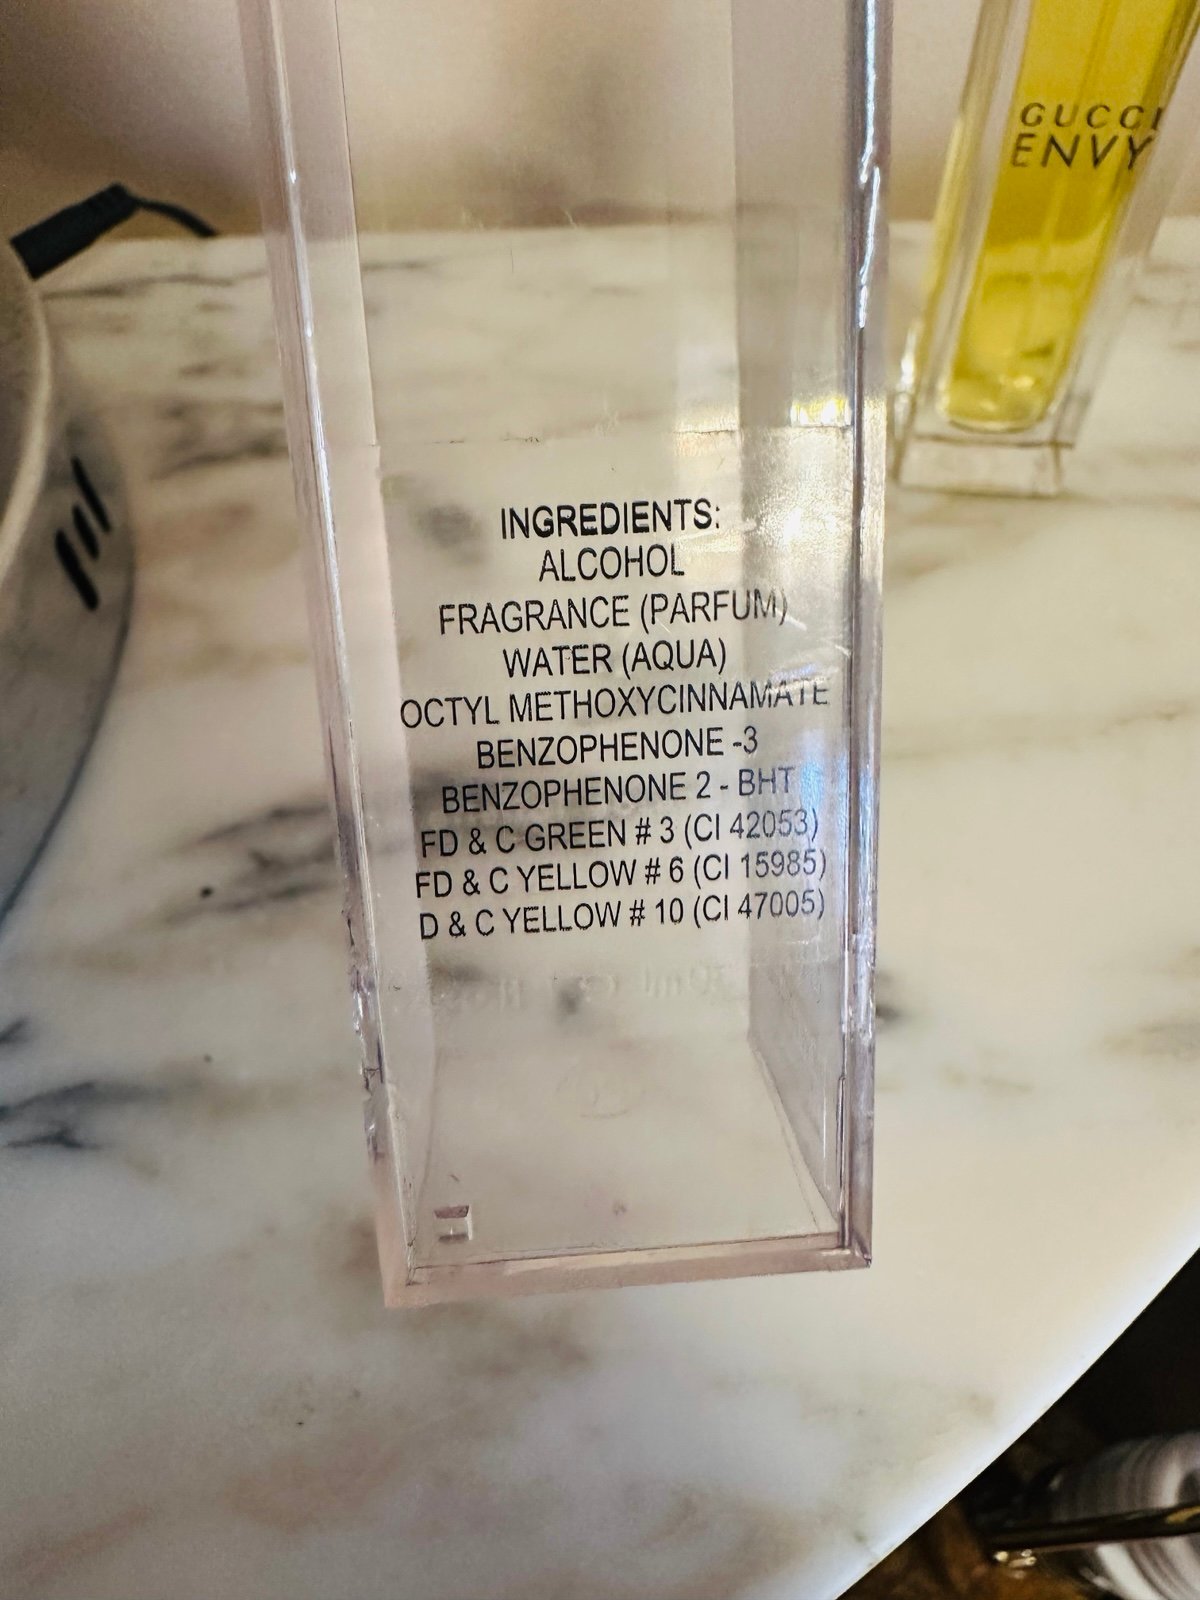 GUCCI
ENVY
INGREDIENTS:
ALCOHOL
FRAGRANCE (PARFUM)
WATER (AQUA)
OCTYL METHOXYCINNAMATE
BENZOPHENONE -3
BENZOPHENONE 2 - BHT
FD & C GREEN # 3 (CI 42053)
FD & C YELLOW # 6 (CI 15985)
D & C YELLOW # 10 (CI 47005)